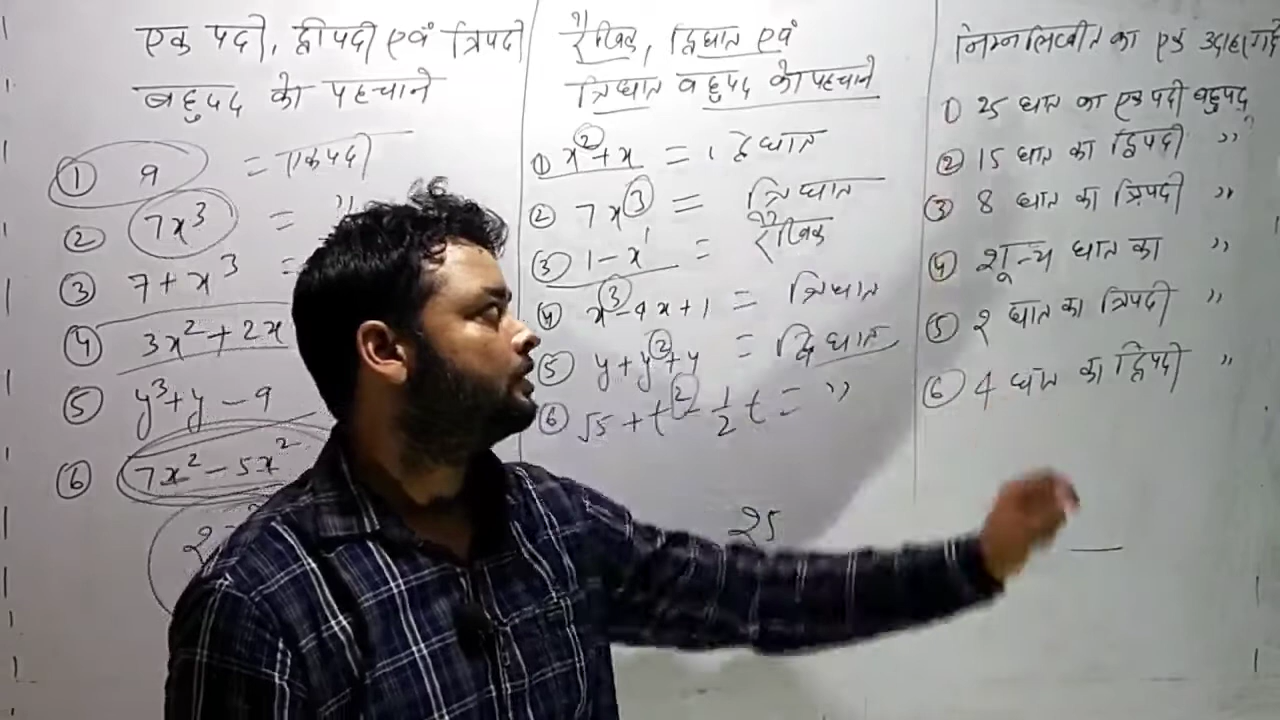 एक पदी, द्वीपदी एवं त्रिपदी
बहुपद को पहचाने
① 9 = एकपदी
② 7x³ = "
③ 7 + x³ =
④ 3x² + 2x
⑤ y³ + y - 9
⑥ 7x² - 5x²
रैखिक, द्विघात एवं
त्रिघात बहुपद को पहचाने
① x² + x = द्विघात
② 7x³ = त्रिघात
③ 1 - x¹ = रैखिक
④ x³ - 4x + 1 = त्रिघात
⑤ y + y² + y = द्विघात
⑥ √5 + t² - 1/2 t = "
x²⁵
निम्नलिखीत का एक उदाहरण दे
① 25 घात का एक पदी बहुपद
② 15 घात का द्विपदी "
③ 8 घात का त्रिपदी "
④ शून्य घात का "
⑤ २ घात का त्रिपदी "
⑥ 4 घात का द्विपदी "